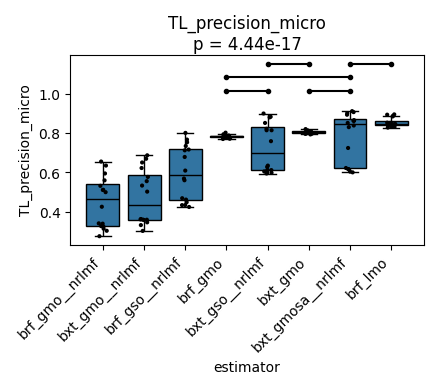 TL_precision_micro
p = 4.44e-17
TL_precision_micro
1.0
0.8
0.6
0.4
brf_gmo__nrlmf
bxt_gmo__nrlmf
brf_gso__nrlmf
brf_gmo
bxt_gso__nrlmf
bxt_gmo
bxt_gmosa__nrlmf
brf_lmo
estimator